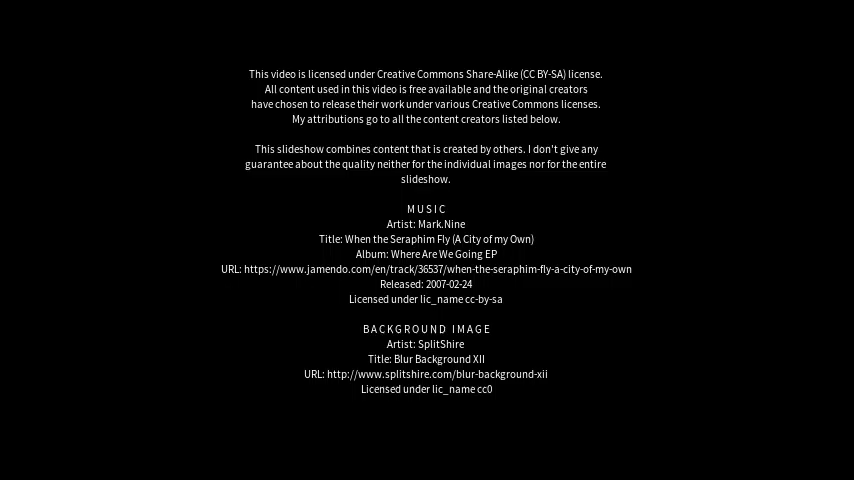 This video is licensed under Creative Commons Share-Alike (CC BY-SA) license.
All content used in this video is free available and the original creators
have chosen to release their work under various Creative Commons licenses.
My attributions go to all the content creators listed below.
This slideshow combines content that is created by others. I don't give any
guarantee about the quality neither for the individual images nor for the entire
slideshow.
MUSIC
Artist: Mark.Nine
Title: When the Seraphim Fly (A City of my Own)
Album: Where Are We Going EP
URL: https://www.jamendo.com/en/track/36537/when-the-seraphim-fly-a-city-of-my-own
Released: 2007-02-24
Licensed under lic_name cc-by-sa
BACKGROUND IMAGE
Artist: SplitShire
Title: Blur Background XII
URL: http://www.splitshire.com/blur-background-xii
Licensed under lic_name cc0